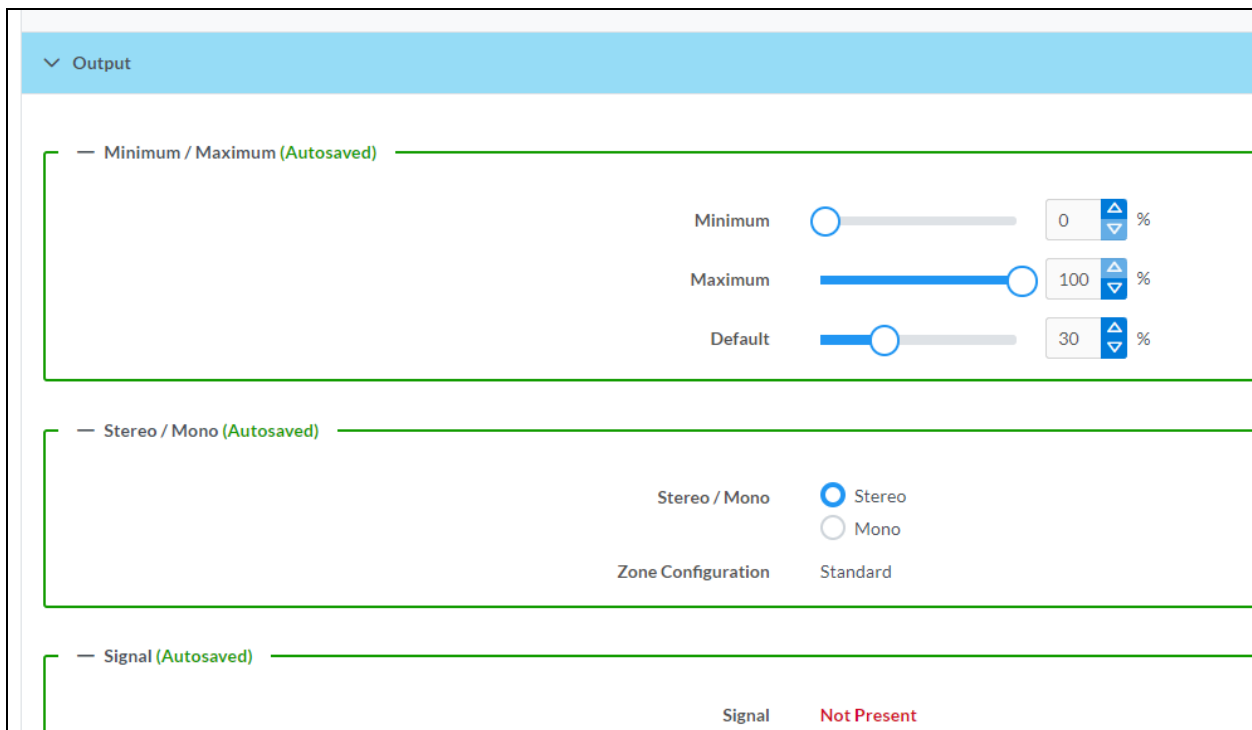 Output
Minimum / Maximum (Autosaved)
Minimum 0 %
Maximum 100 %
Default 30 %
Stereo / Mono (Autosaved)
Stereo / Mono Stereo
Mono
Zone Configuration Standard
Signal (Autosaved)
Signal Not Present